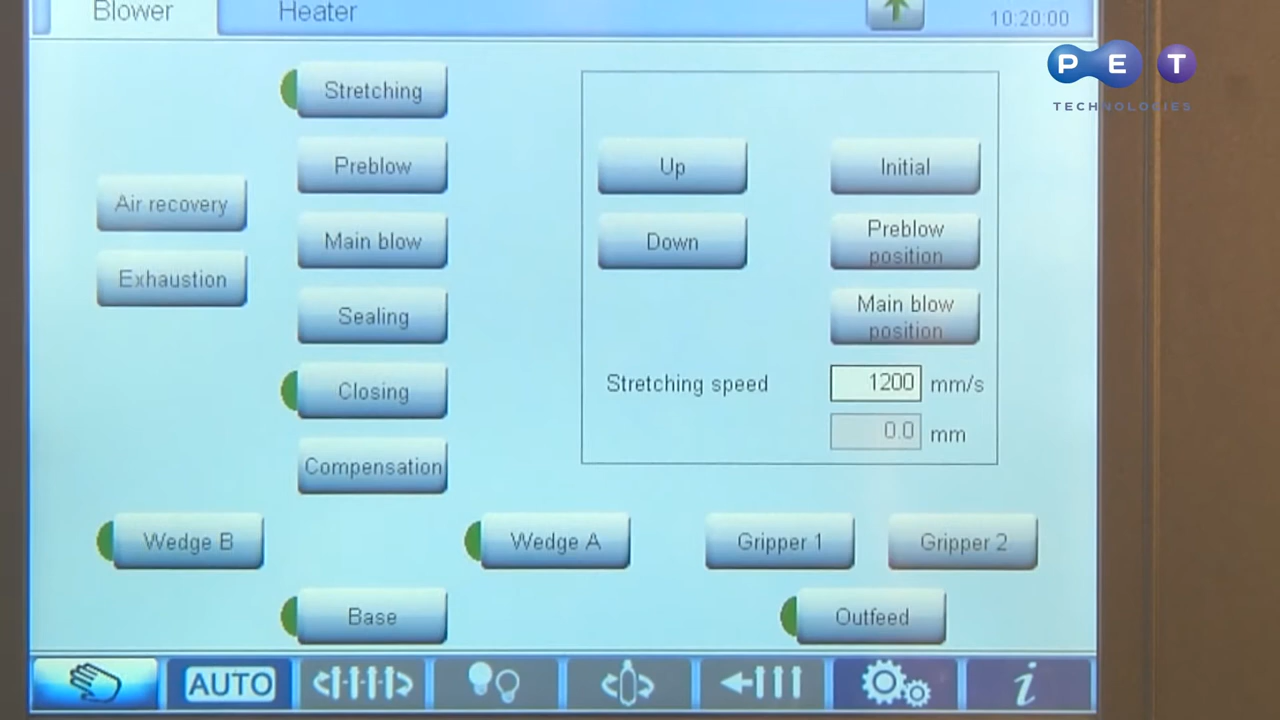 Blower
Heater
10:20:00
PET
TECHNOLOGIES
Stretching
Preblow
Up
Initial
Air recovery
Main blow
Down
Preblow
position
Exhaustion
Sealing
Main blow
position
Closing
Stretching speed
1200 mm/s
0.0 mm
Compensation
Wedge B
Wedge A
Gripper 1
Gripper 2
Base
Outfeed
AUTO
i